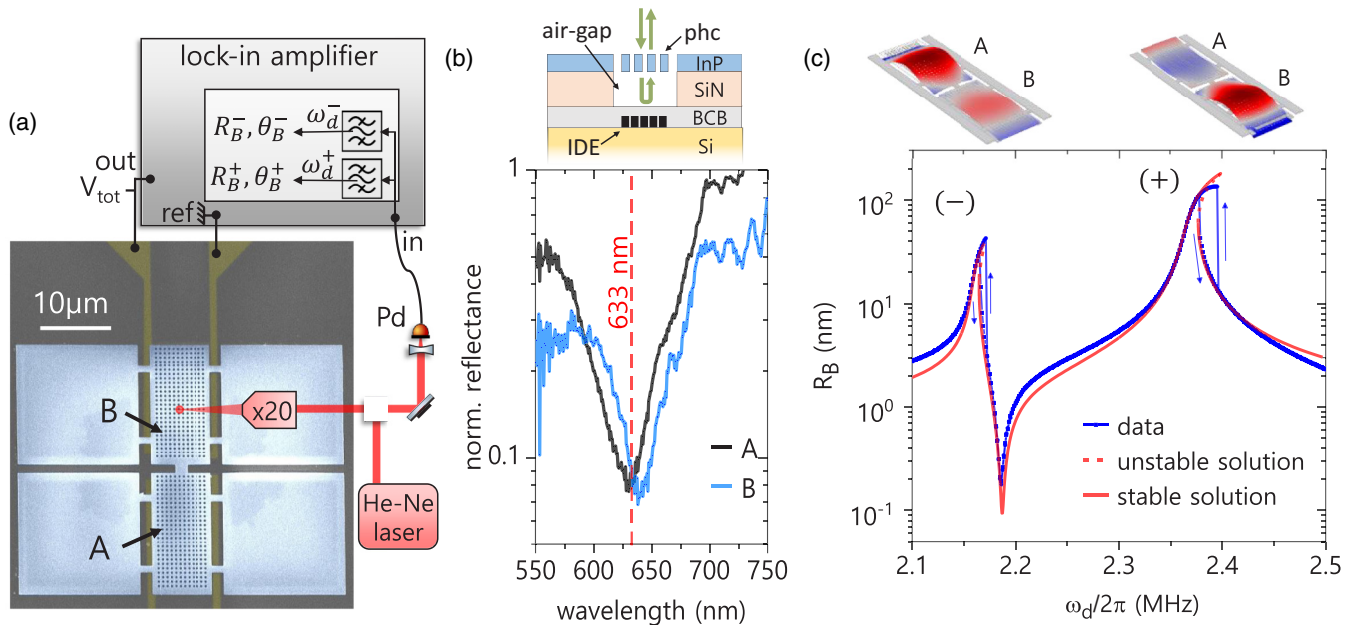 (a)
lock-in amplifier
R_B^-, θ_B^- ω_d^-
R_B^+, θ_B^+ ω_d^+
out
V_tot
ref
in
Pd
10μm
B
x20
A
He-Ne
laser
(b)
air-gap
phc
InP
SiN
BCB
IDE
Si
norm. reflectance
1
0.1
633 nm
A
B
550 600 650 700 750
wavelength (nm)
(c)
A
B
A
B
(−)
(+)
R_B (nm)
10^2
10^1
10^0
10^-1
data
unstable solution
stable solution
2.1 2.2 2.3 2.4 2.5
ω_d/2π (MHz)